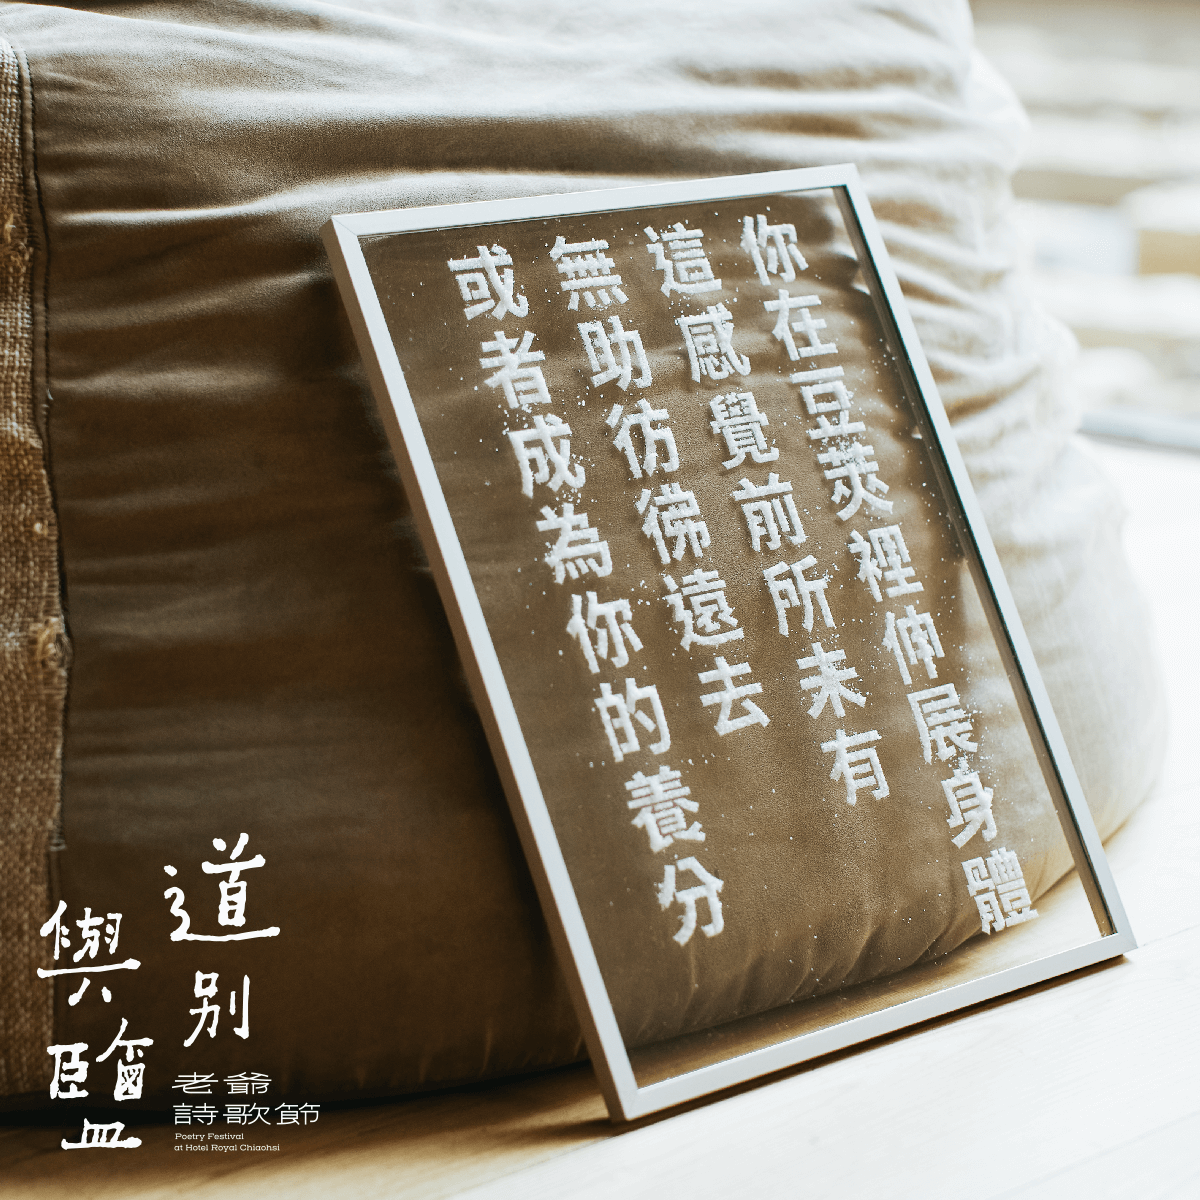 你在豆莢裡伸展身體
這感覺前所未有
無助彷彿遠去
或者成為你的養分
道別
與鹽
老爺
詩歌節
Poetry Festival
at Hotel Royal Chiaohsi